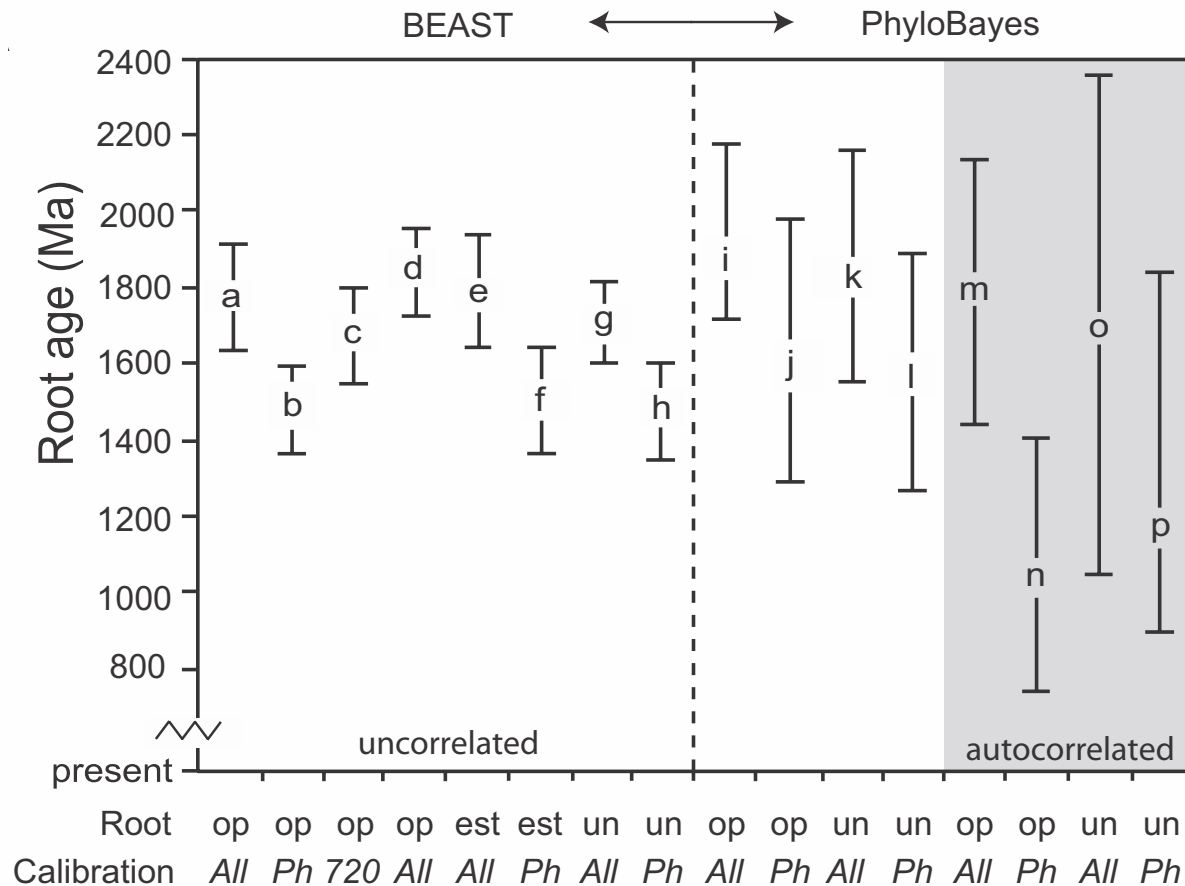 BEAST PhyloBayes
2400
2200
2000
1800
1600
1400
1200
1000
800
present
Root age (Ma)
a b c d e f g h i j k l m n o p
uncorrelated autocorrelated
Root op op op op est est un un op op un un op op un un
Calibration All Ph 720 All All Ph All Ph All Ph All Ph All Ph All Ph